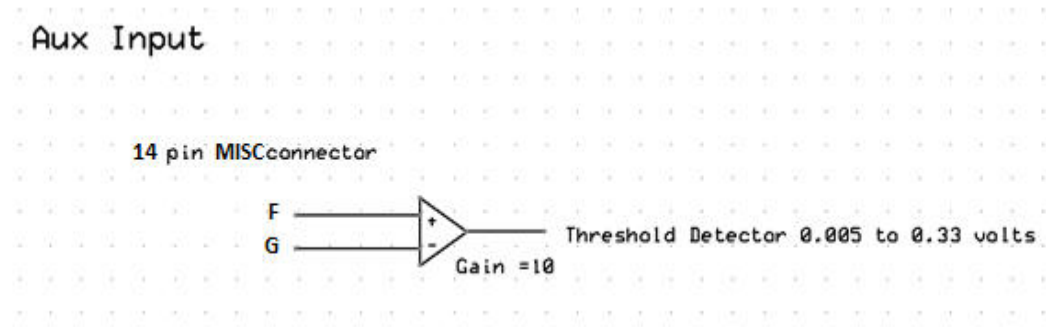 Aux Input
14 pin MISCconnector
F
+
G
-
Threshold Detector 0.005 to 0.33 volts
Gain =10